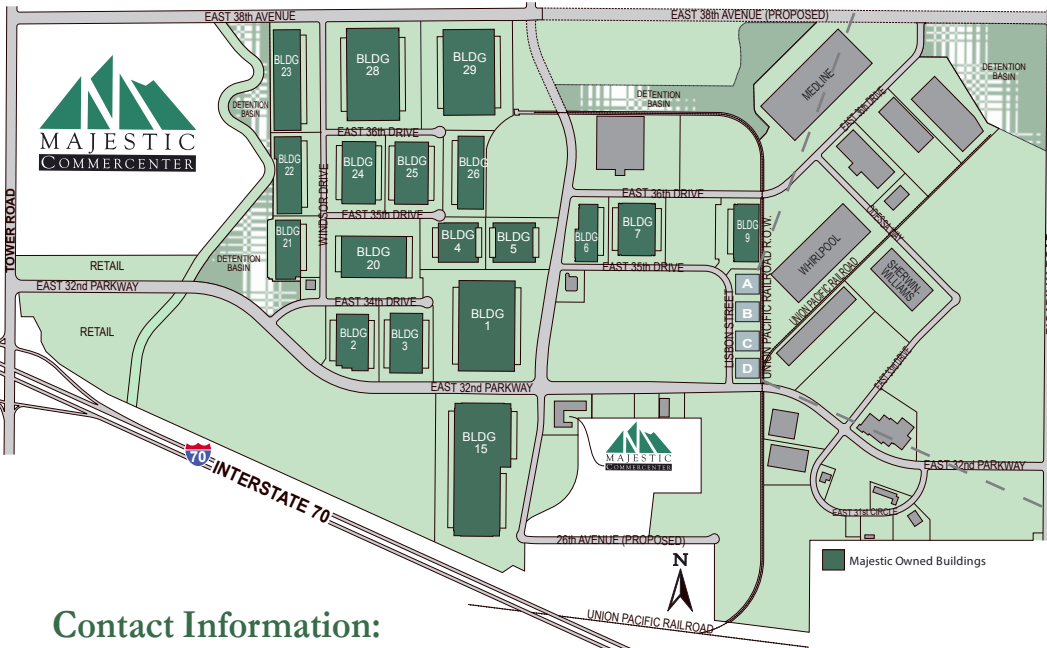 EAST 38th AVENUE
EAST 38th AVENUE (PROPOSED)
MAJESTIC
COMMERCENTER
TOWER ROAD
BLDG
23
BLDG
28
BLDG
29
DETENTION
BASIN
DETENTION
BASIN
DETENTION
BASIN
MEDLINE
EAST 36th DRIVE
EAST 36th DRIVE
BLDG
22
BLDG
24
BLDG
25
BLDG
26
WINDSOR DRIVE
EAST 36th DRIVE
EAST 35th DRIVE
BLDG
21
BLDG
20
BLDG
4
BLDG
5
BLDG
6
BLDG
7
BLDG
9
UNION PACIFIC RAILROAD R.O.W.
ODESSA WAY
WHIRLPOOL
SHERWIN
WILLIAMS
UNION PACIFIC RAILROAD
DETENTION
BASIN
RETAIL
EAST 32nd PARKWAY
RETAIL
EAST 35th DRIVE
EAST 34th DRIVE
BLDG
2
BLDG
3
BLDG
1
LISBON STREET
A
B
C
D
EAST 32nd PARKWAY
BLDG
15
MAJESTIC
COMMERCENTER
70
INTERSTATE 70
EAST 32nd PARKWAY
EAST 31st CIRCLE
26th AVENUE (PROPOSED)
N
Majestic Owned Buildings
UNION PACIFIC RAILROAD
Contact Information: